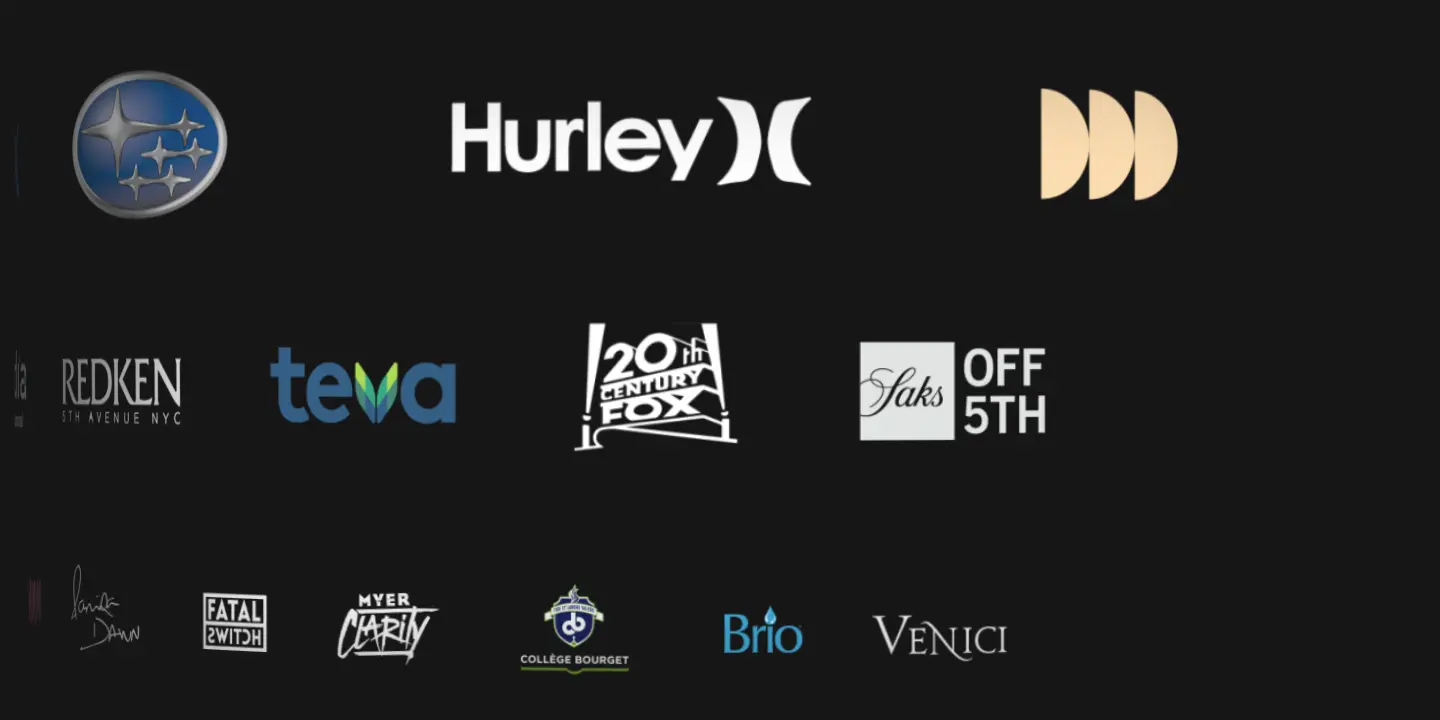 Hurley
REDKEN
5TH AVENUE NYC
teva
20th
CENTURY
FOX
Saks
OFF
5TH
DAWN
FATAL
SWITCH
MYER
CLARITY
COLLÈGE BOURGET
Brio
VENICI